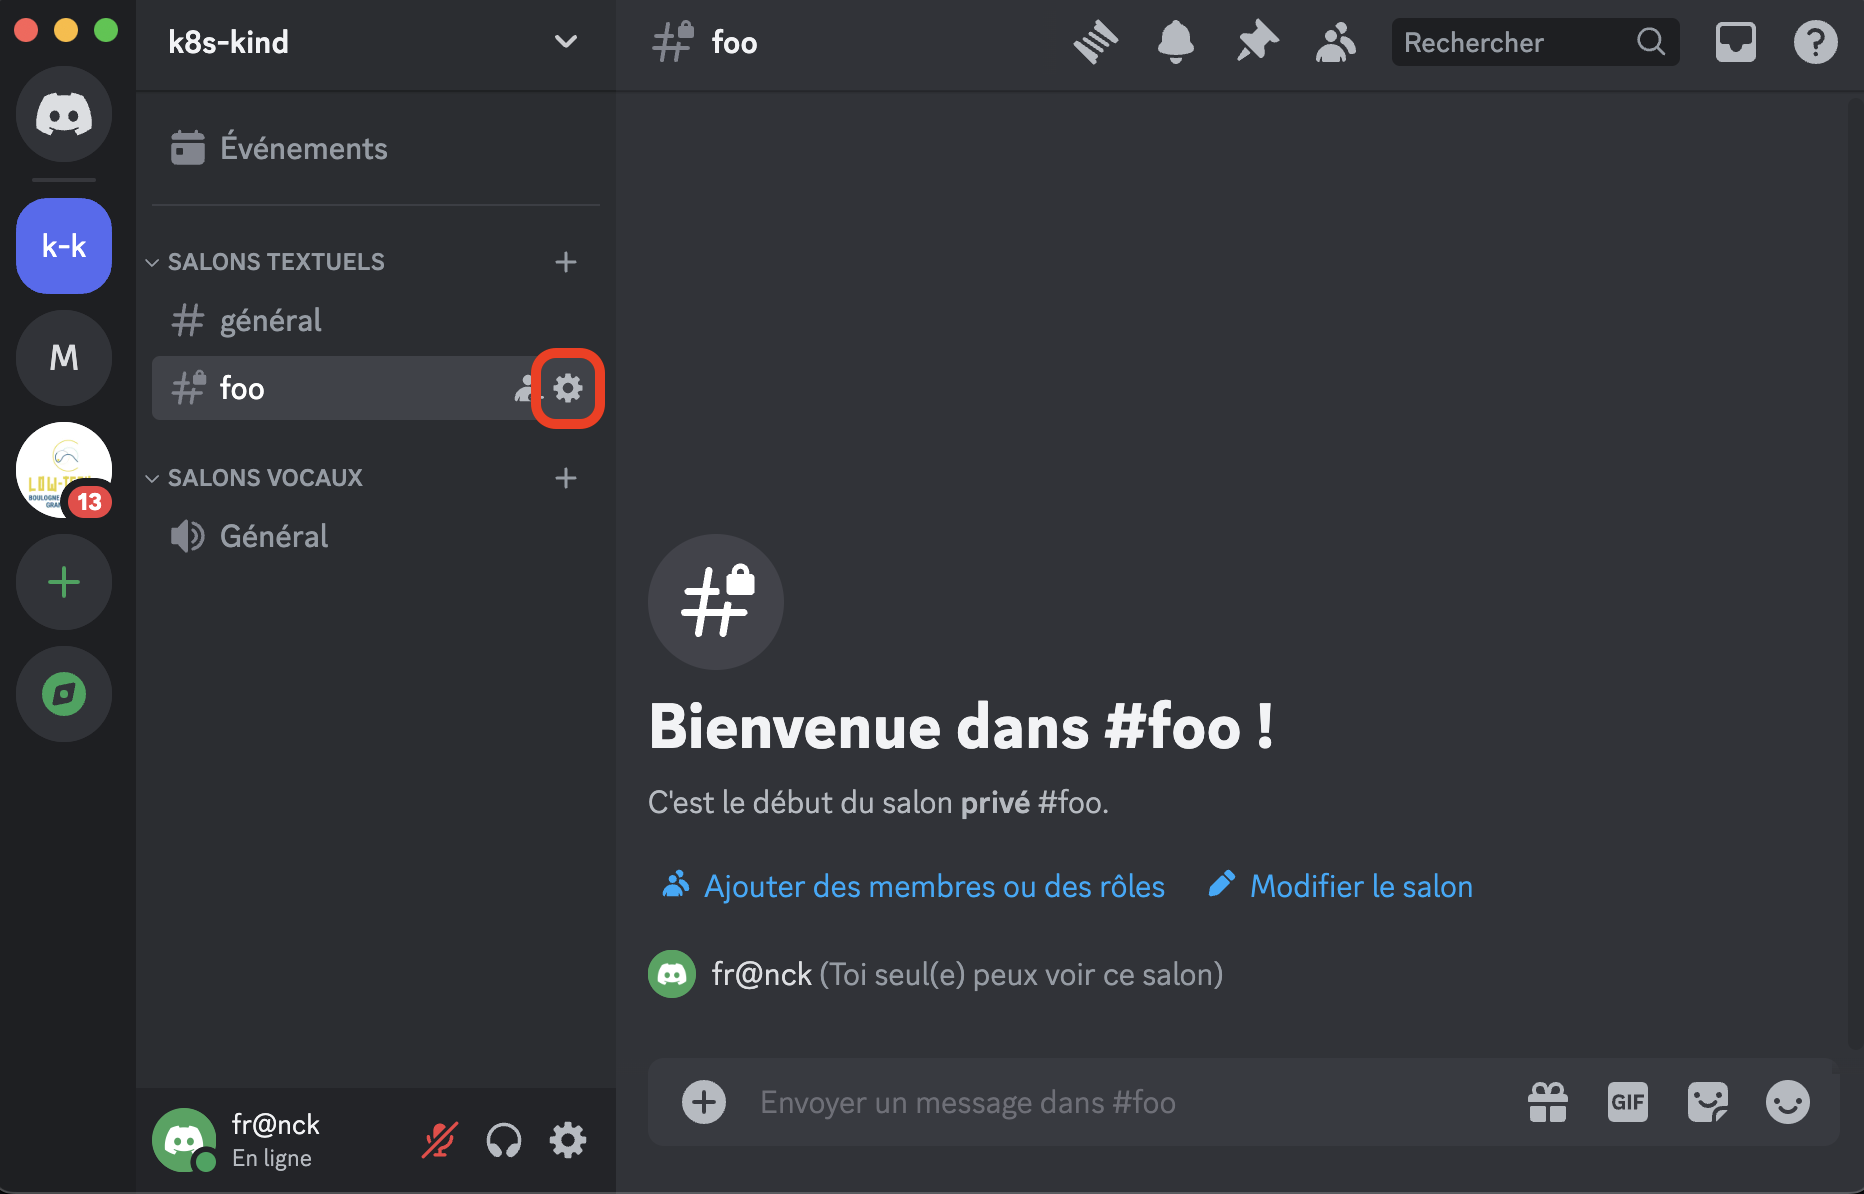 k8s-kind
foo
Rechercher
Événements
k-k
SALONS TEXTUELS
général
M
foo
LOW-
BOULOGNE
13
SALONS VOCAUX
Général
Bienvenue dans #foo !
C'est le début du salon privé #foo.
Ajouter des membres ou des rôles
Modifier le salon
fr@nck (Toi seul(e) peux voir ce salon)
Envoyer un message dans #foo
GIF
fr@nck
En ligne